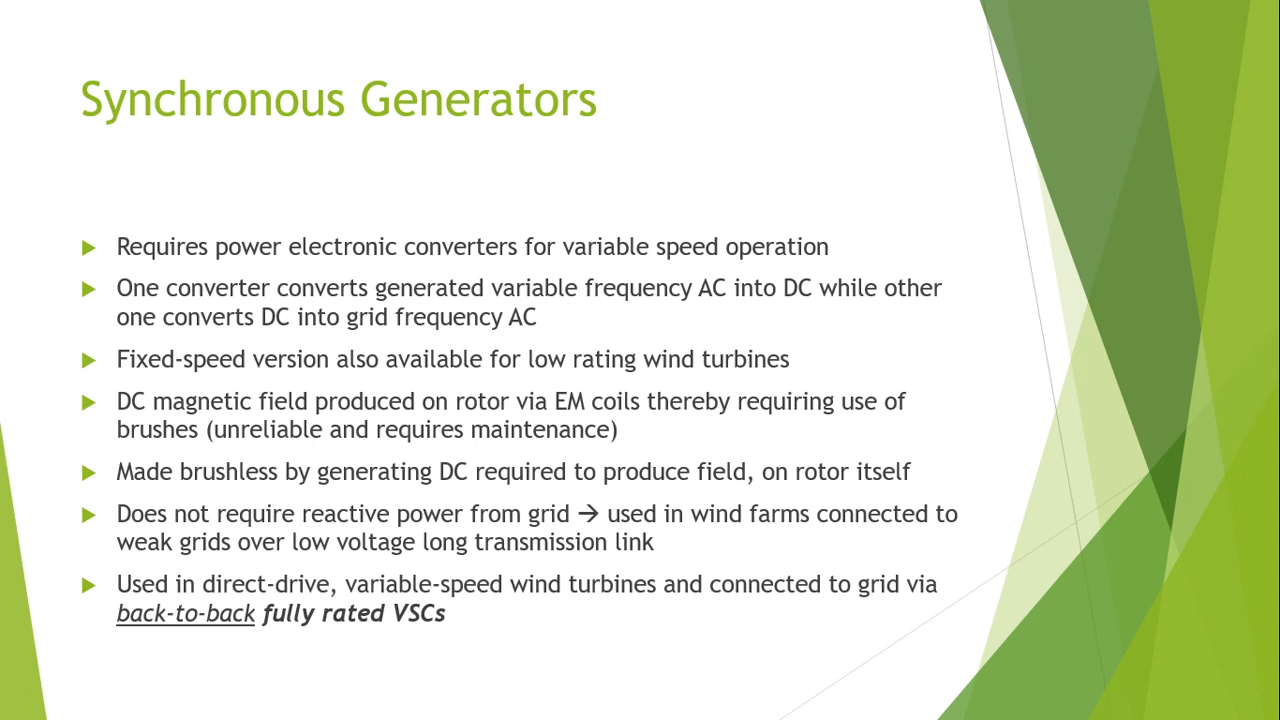 Synchronous Generators
Requires power electronic converters for variable speed operation
One converter converts generated variable frequency AC into DC while other
one converts DC into grid frequency AC
Fixed-speed version also available for low rating wind turbines
DC magnetic field produced on rotor via EM coils thereby requiring use of
brushes (unreliable and requires maintenance)
Made brushless by generating DC required to produce field, on rotor itself
Does not require reactive power from grid → used in wind farms connected to
weak grids over low voltage long transmission link
Used in direct-drive, variable-speed wind turbines and connected to grid via
back-to-back fully rated VSCs